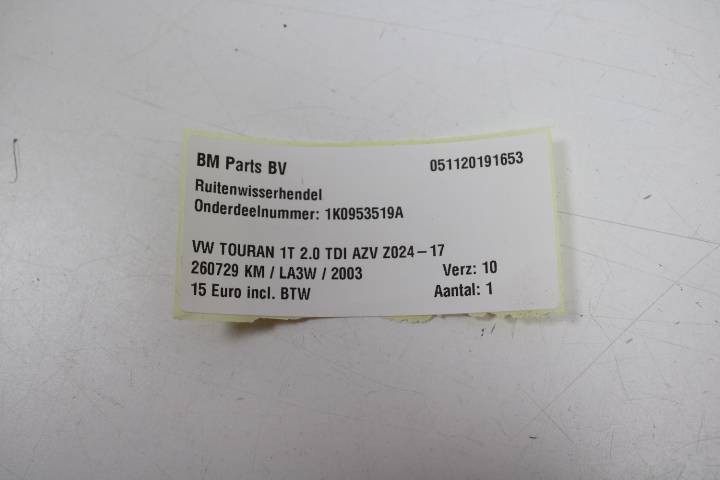 BM Parts BV 051120191653
Ruitenwisserhendel
Onderdeelnummer: 1K0953519A
VW TOURAN 1T 2.0 TDI AZV Z024-17
260729 KM / LA3W / 2003 Verz: 10
15 Euro incl. BTW Aantal: 1